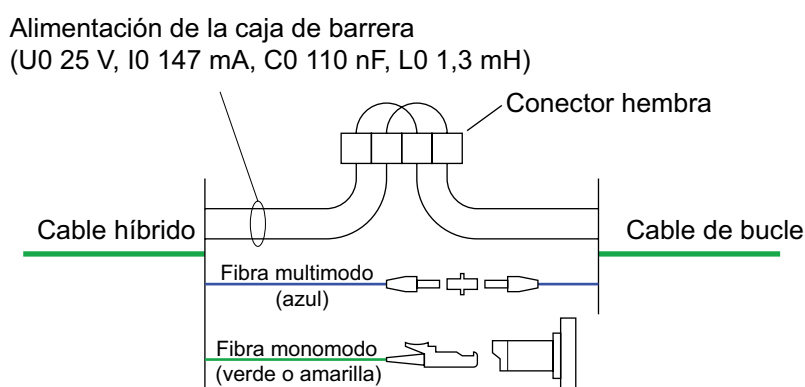 Alimentación de la caja de barrera
(U0 25 V, I0 147 mA, C0 110 nF, L0 1,3 mH)
Conector hembra
Cable híbrido
Cable de bucle
Fibra multimodo
(azul)
Fibra monomodo
(verde o amarilla)